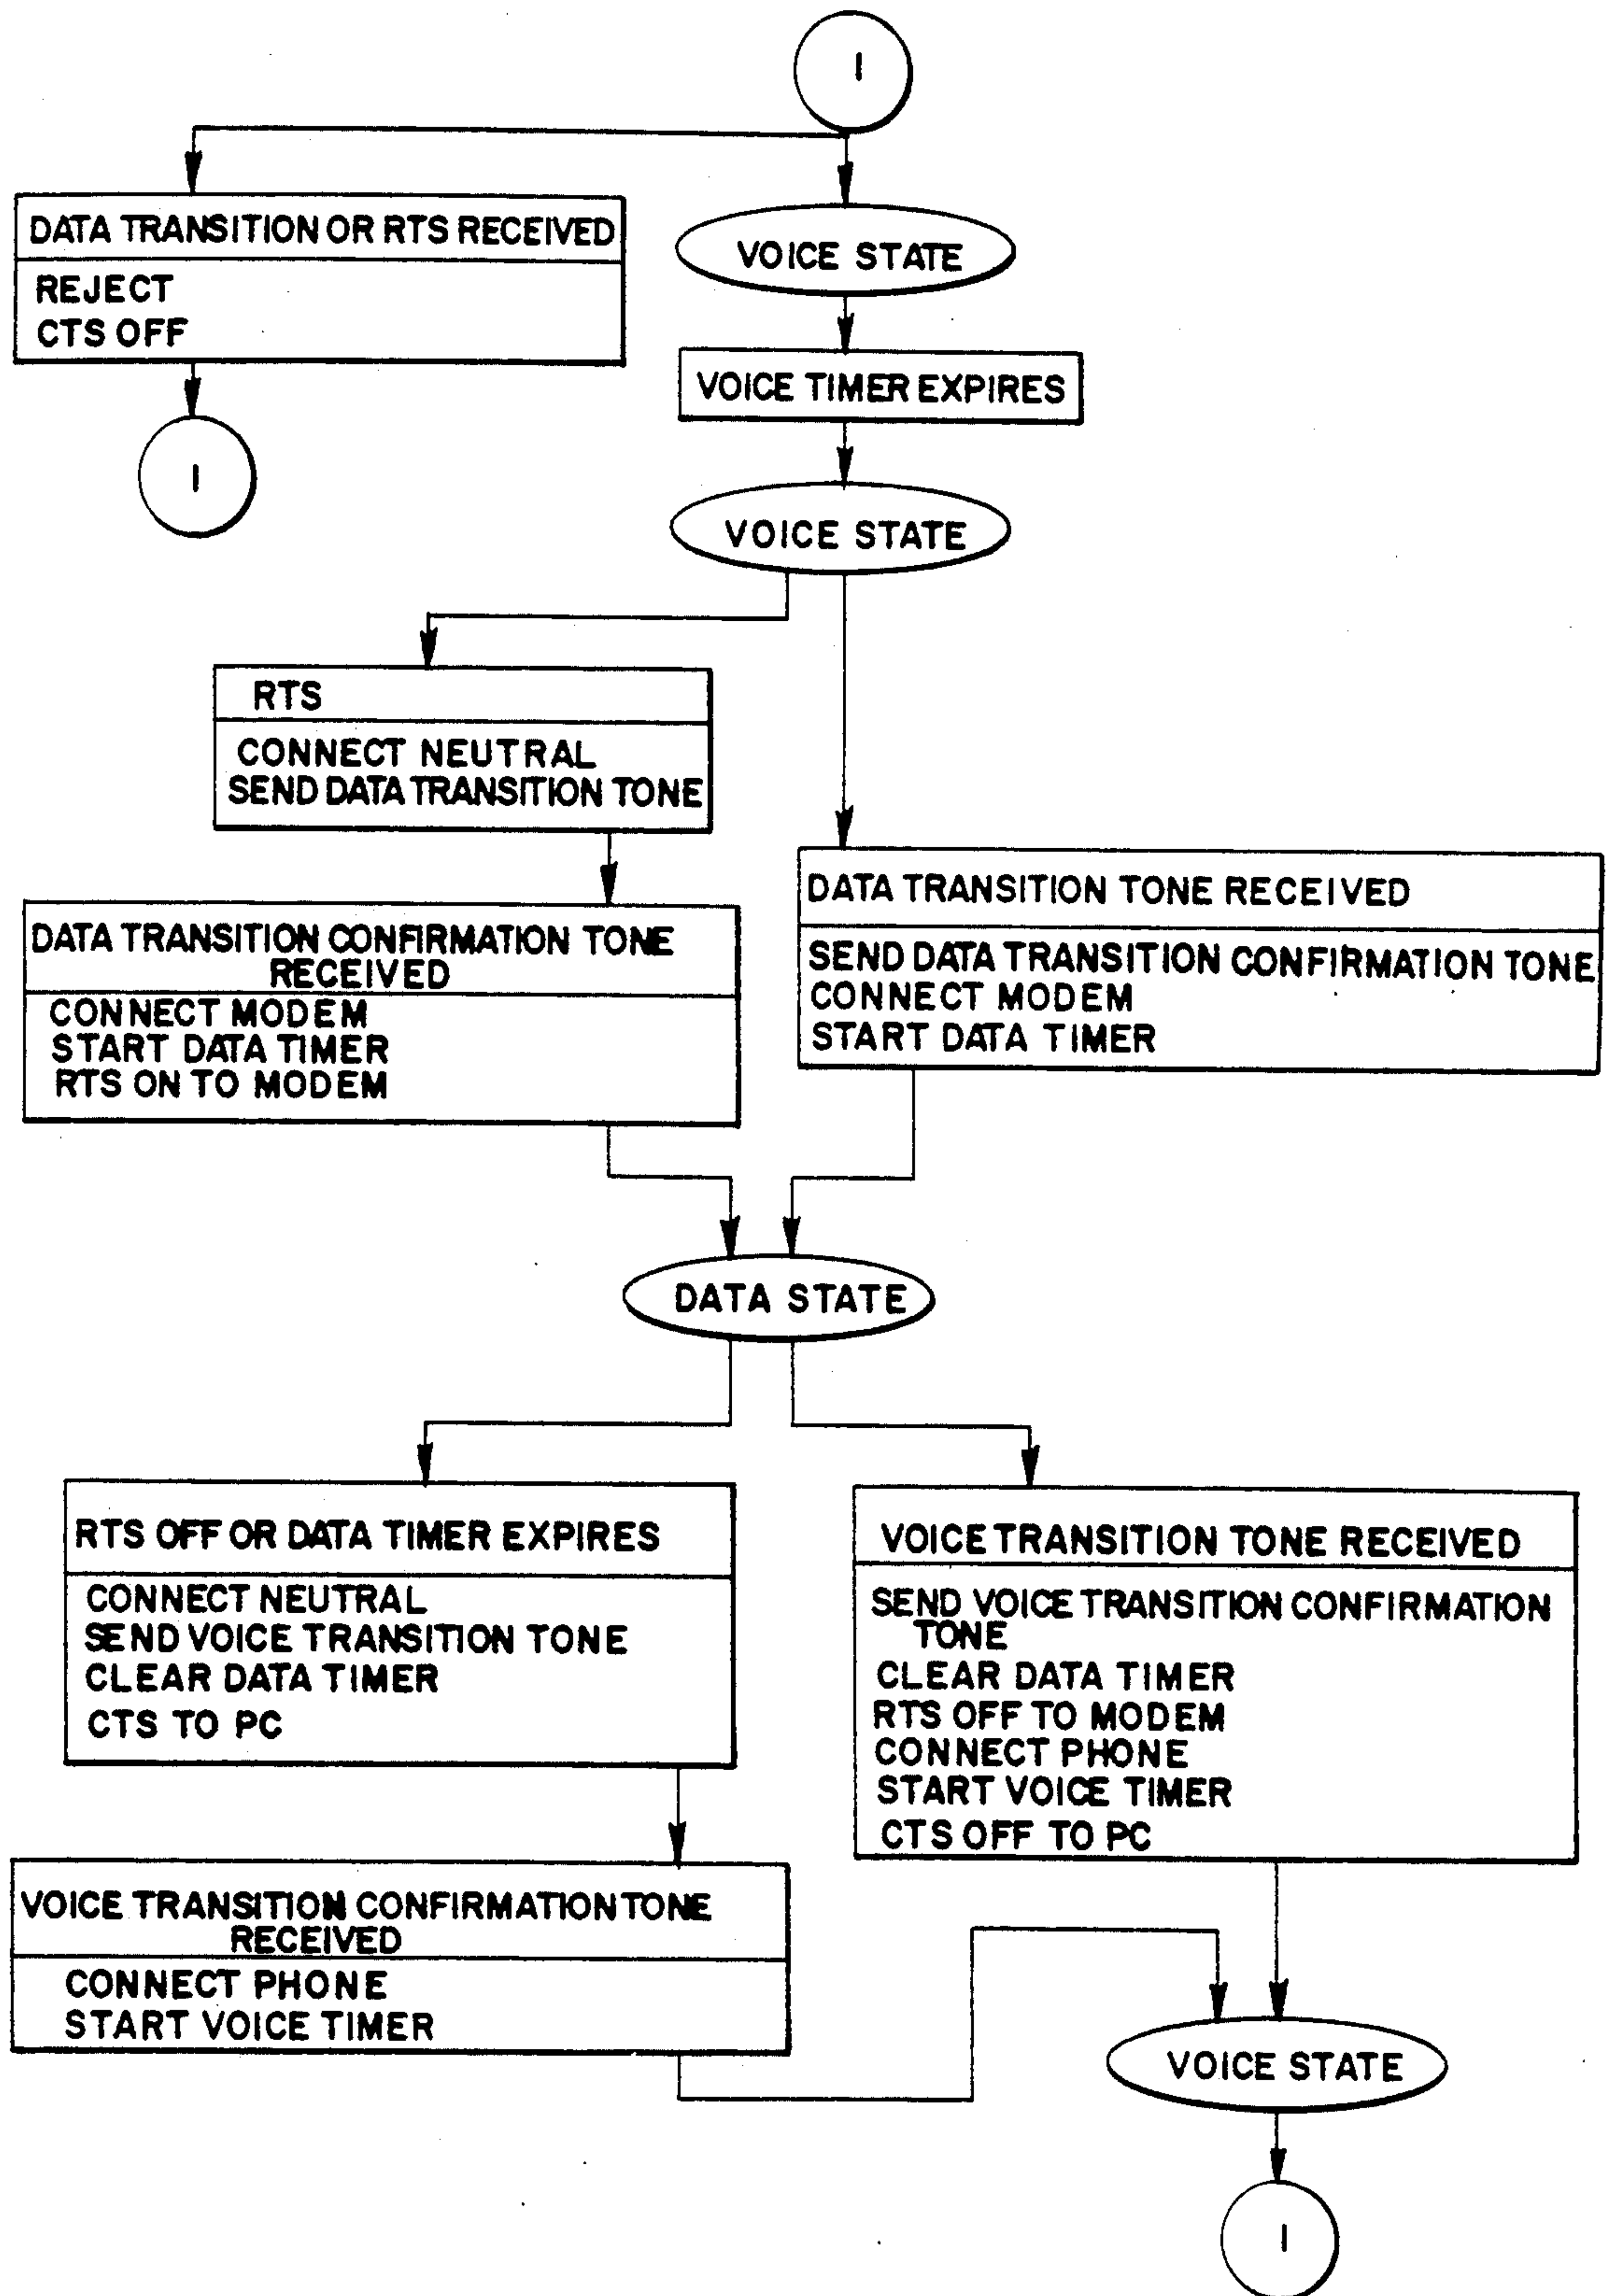 I
DATA TRANSITION OR RTS RECEIVED
REJECT
CTS OFF
I
VOICE STATE
VOICE TIMER EXPIRES
VOICE STATE
RTS
CONNECT NEUTRAL
SEND DATA TRANSITION TONE
DATA TRANSITION CONFIRMATION TONE
RECEIVED
CONNECT MODEM
START DATA TIMER
RTS ON TO MODEM
DATA TRANSITION TONE RECEIVED
SEND DATA TRANSITION CONFIRMATION TONE
CONNECT MODEM
START DATA TIMER
DATA STATE
RTS OFF OR DATA TIMER EXPIRES
CONNECT NEUTRAL
SEND VOICE TRANSITION TONE
CLEAR DATA TIMER
CTS TO PC
VOICE TRANSITION CONFIRMATION TONE
RECEIVED
CONNECT PHONE
START VOICE TIMER
VOICE TRANSITION TONE RECEIVED
SEND VOICE TRANSITION CONFIRMATION
TONE
CLEAR DATA TIMER
RTS OFF TO MODEM
CONNECT PHONE
START VOICE TIMER
CTS OFF TO PC
VOICE STATE
I